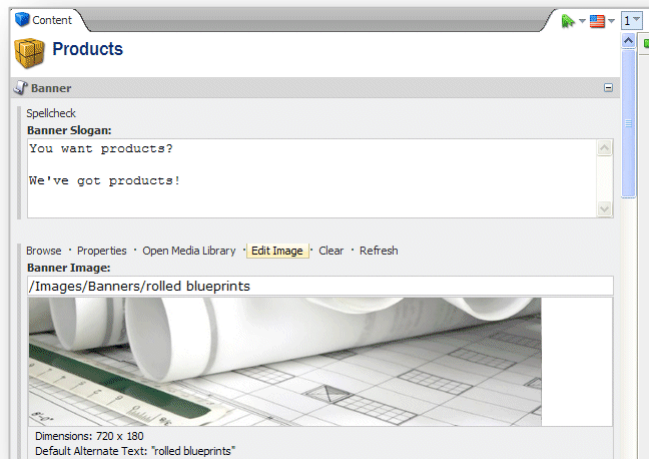 Content
1
Products
Banner
Spellcheck
Banner Slogan:
You want products?
We've got products!
Browse · Properties · Open Media Library · Edit Image · Clear · Refresh
Banner Image:
/Images/Banners/rolled blueprints
Dimensions: 720 x 180
Default Alternate Text: "rolled blueprints"